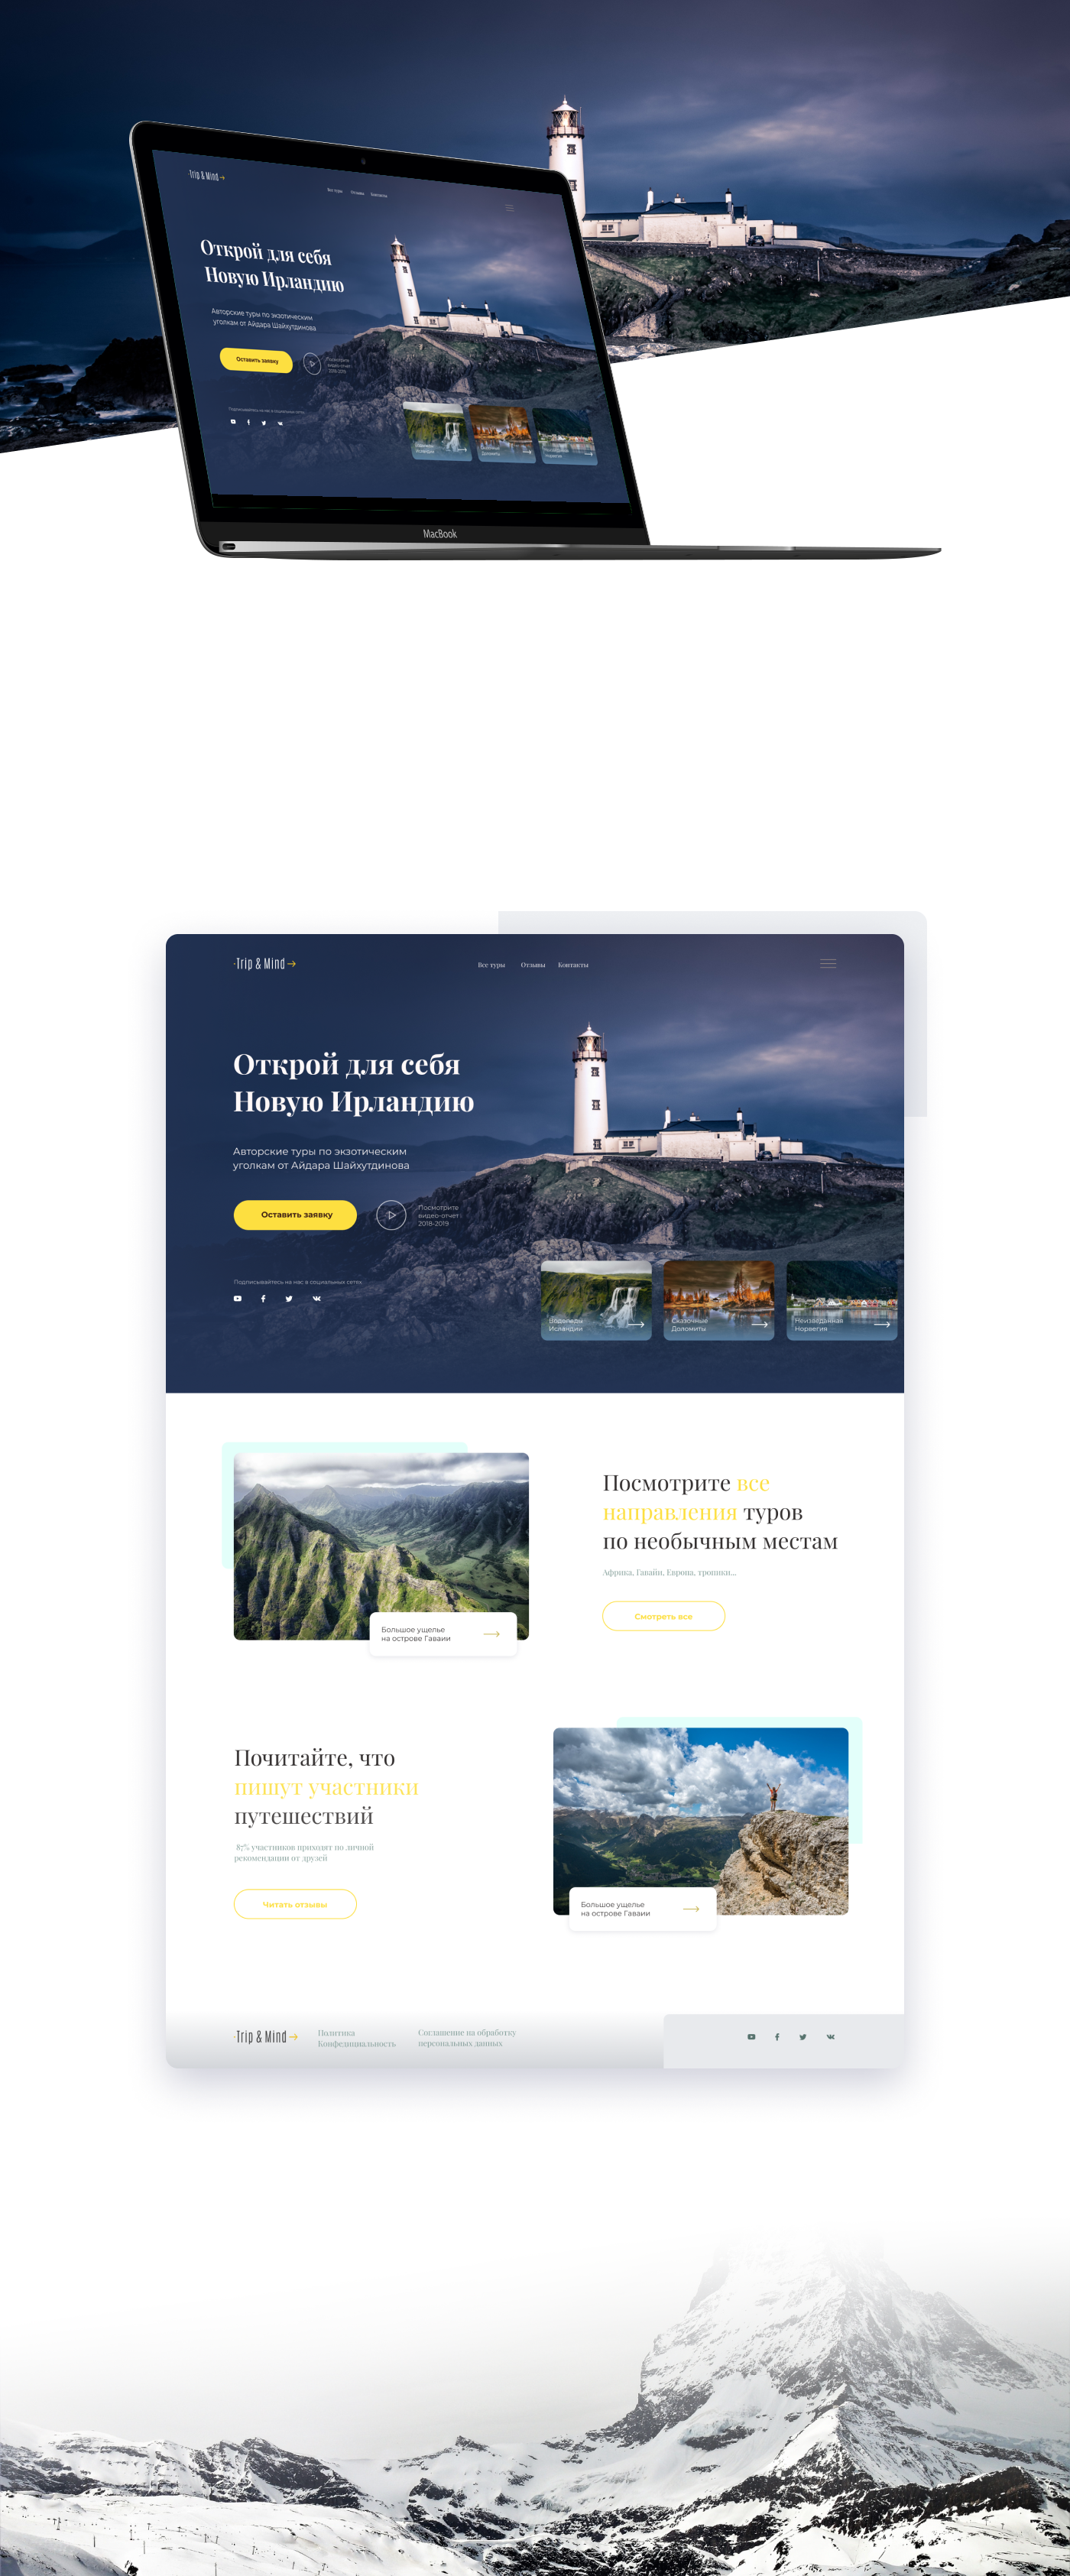 Trip & Mind
Все туры Отзывы Контакты
Открой для себя
Новую Ирландию
Авторские туры по экзотическим
уголкам от Айдара Шайхутдинова
Оставить заявку
Посмотрите
видео-отчет
2018-2019
Подписывайтесь на нас в социальных сетях
Водопады
Исландии
Сказочные
Доломиты
Неизведанная
Норвегия
MacBook
Trip & Mind
Все туры Отзывы Контакты
Открой для себя
Новую Ирландию
Авторские туры по экзотическим
уголкам от Айдара Шайхутдинова
Оставить заявку
Посмотрите
видео-отчет
2018-2019
Подписывайтесь на нас в социальных сетях
Водопады
Исландии
Сказочные
Доломиты
Неизведанная
Норвегия
Посмотрите все
направления туров
по необычным местам
Африка, Гавайи, Европа, тропики...
Смотреть все
Большое ущелье
на острове Гаваии
Почитайте, что
пишут участники
путешествий
87% участников приходят по личной
рекомендации от друзей
Читать отзывы
Большое ущелье
на острове Гаваии
Trip & Mind
Политика
Конфедициальность
Соглашение на обработку
персональных данных